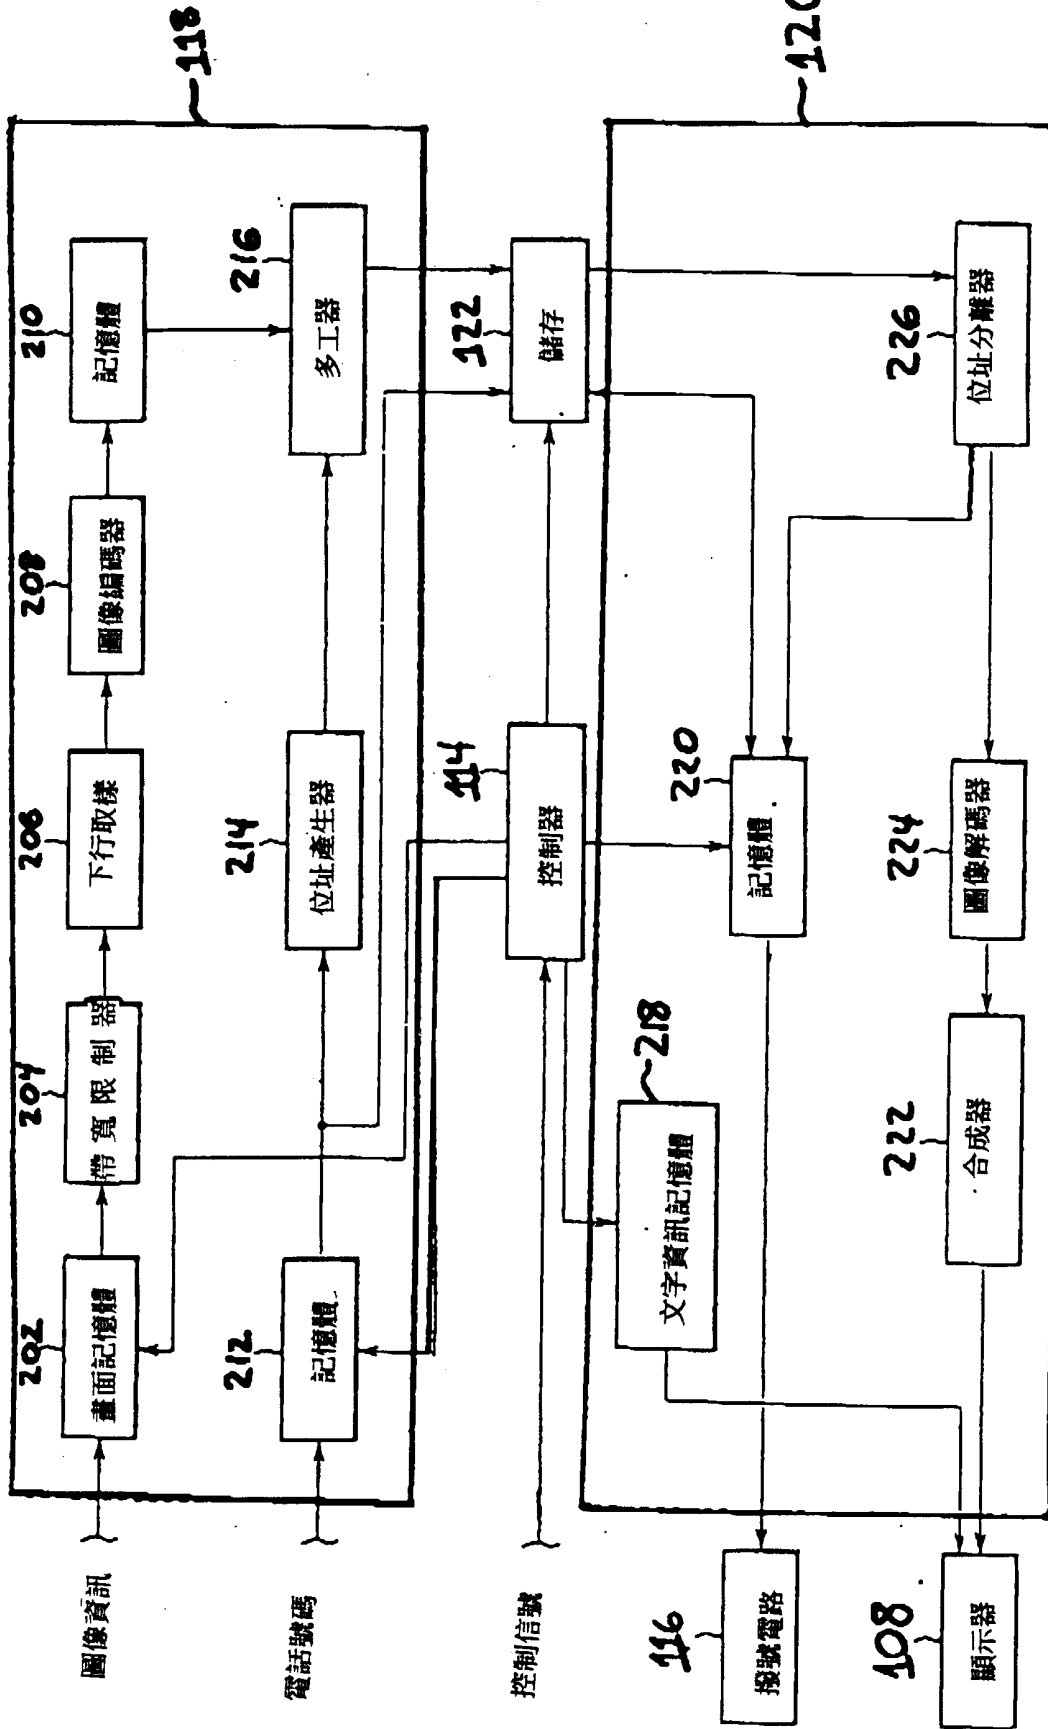 118
圖像資訊
202
畫面記憶體
204
帶寬限制器
206
下行取樣
208
圖像編碼器
210
記憶體
電話號碼
212
記憶體
214
位址產生器
216
多工器
控制信號
114
控制器
122
儲存
120
218
文字資訊記憶體
220
記憶體
116
撥號電路
108
顯示器
222
合成器
224
圖像解碼器
226
位址分離器